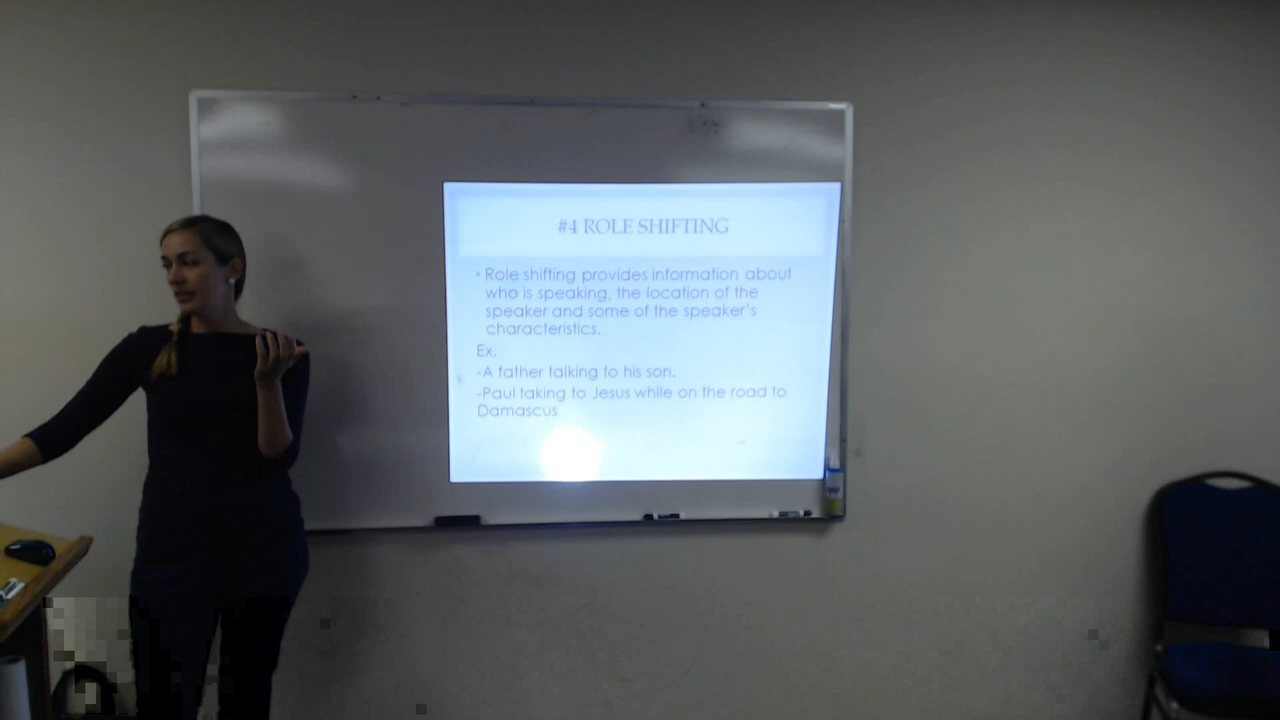 #4 ROLE SHIFTING
• Role shifting provides information about
who is speaking, the location of the
speaker and some of the speaker's
characteristics.
Ex.
-A father talking to his son.
-Paul taking to Jesus while on the road to
Damascus